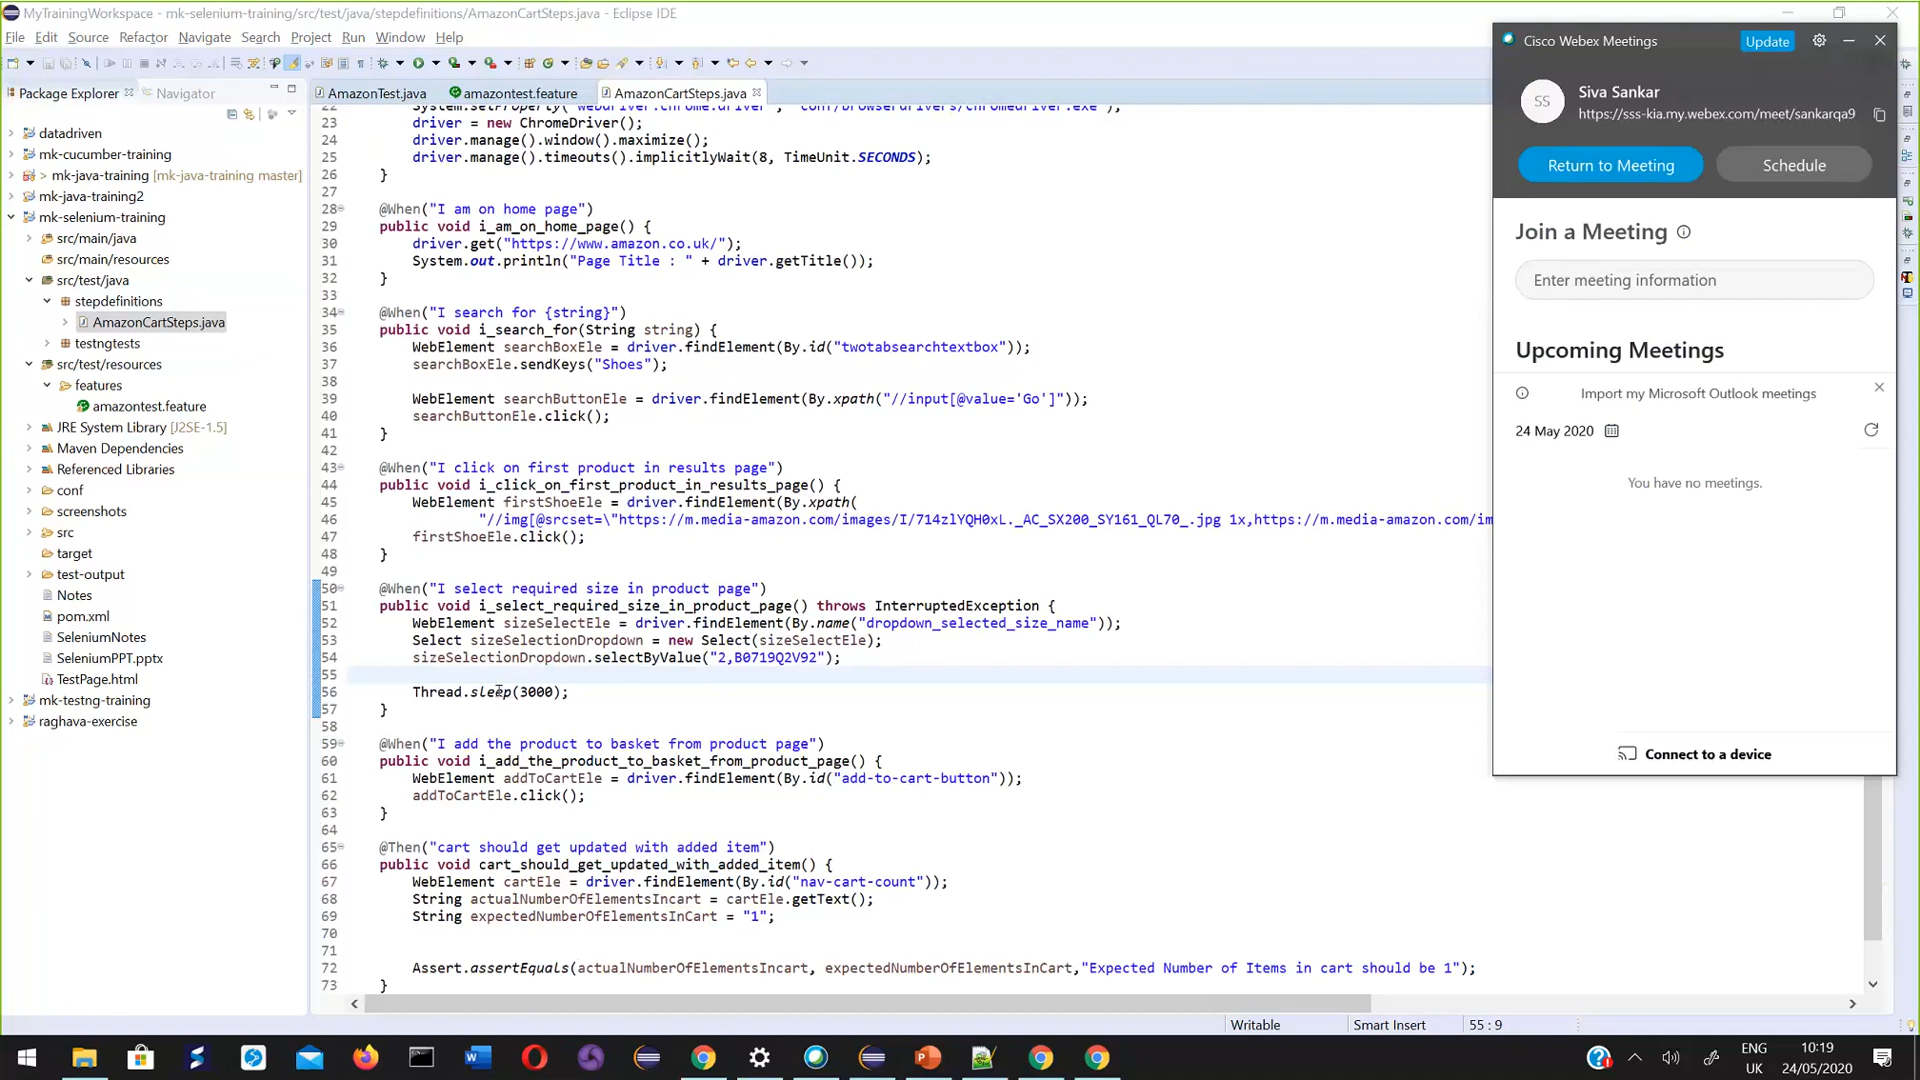 MyTrainingWorkspace - mk-selenium-training/src/test/java/stepdefinitions/AmazonCartSteps.java - Eclipse IDE
File Edit Source Refactor Navigate Search Project Run Window Help
Package Explorer
Navigator
AmazonTest.java
amazontest.feature
AmazonCartSteps.java
datadriven
mk-cucumber-training
> mk-java-training [mk-java-training master]
mk-java-training2
mk-selenium-training
src/main/java
src/main/resources
src/test/java
stepdefinitions
AmazonCartSteps.java
testngtests
src/test/resources
features
amazontest.feature
JRE System Library [J2SE-1.5]
Maven Dependencies
Referenced Libraries
conf
screenshots
src
target
test-output
Notes
pom.xml
SeleniumNotes
SeleniumPPT.pptx
TestPage.html
mk-testng-training
raghava-exercise
22 System.setProperty("webdriver.chrome.driver", "conf/browserdrivers/chromedriver.exe");
23 driver = new ChromeDriver();
24 driver.manage().window().maximize();
25 driver.manage().timeouts().implicitlyWait(8, TimeUnit.SECONDS);
26 }
27
28 @When("I am on home page")
29 public void i_am_on_home_page() {
30 driver.get("https://www.amazon.co.uk/");
31 System.out.println("Page Title : " + driver.getTitle());
32 }
33
34 @When("I search for {string}")
35 public void i_search_for(String string) {
36 WebElement searchBoxEle = driver.findElement(By.id("twotabsearchtextbox"));
37 searchBoxEle.sendKeys("Shoes");
38
39 WebElement searchButtonEle = driver.findElement(By.xpath("//input[@value='Go']"));
40 searchButtonEle.click();
41 }
42
43 @When("I click on first product in results page")
44 public void i_click_on_first_product_in_results_page() {
45 WebElement firstShoeEle = driver.findElement(By.xpath(
46 "//img[@srcset=\"https://m.media-amazon.com/images/I/714zlYQH0xL._AC_SX200_SY161_QL70_.jpg 1x,https://m.media-amazon.com/im
47 firstShoeEle.click();
48 }
49
50 @When("I select required size in product page")
51 public void i_select_required_size_in_product_page() throws InterruptedException {
52 WebElement sizeSelectEle = driver.findElement(By.name("dropdown_selected_size_name"));
53 Select sizeSelectionDropdown = new Select(sizeSelectEle);
54 sizeSelectionDropdown.selectByValue("2,B0719Q2V92");
55
56 Thread.sleep(3000);
57 }
58
59 @When("I add the product to basket from product page")
60 public void i_add_the_product_to_basket_from_product_page() {
61 WebElement addToCartEle = driver.findElement(By.id("add-to-cart-button"));
62 addToCartEle.click();
63 }
64
65 @Then("cart should get updated with added item")
66 public void cart_should_get_updated_with_added_item() {
67 WebElement cartEle = driver.findElement(By.id("nav-cart-count"));
68 String actualNumberOfElementsIncart = cartEle.getText();
69 String expectedNumberOfElementsInCart = "1";
70
71
72 Assert.assertEquals(actualNumberOfElementsIncart, expectedNumberOfElementsInCart,"Expected Number of Items in cart should be 1");
73 }
Writable
Smart Insert
55 : 9
Cisco Webex Meetings
Update
SS
Siva Sankar
https://sss-kia.my.webex.com/meet/sankarqa9
Return to Meeting
Schedule
Join a Meeting
Enter meeting information
Upcoming Meetings
Import my Microsoft Outlook meetings
24 May 2020
You have no meetings.
Connect to a device
ENG
UK
10:19
24/05/2020